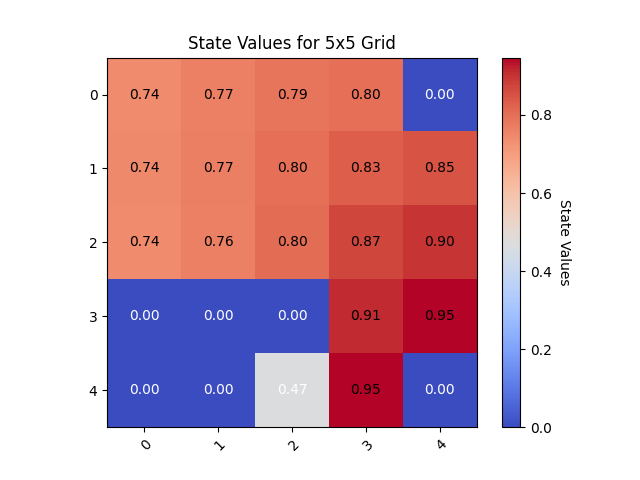 State Values for 5x5 Grid
0 0.74 0.77 0.79 0.80 0.00
1 0.74 0.77 0.80 0.83 0.85
2 0.74 0.76 0.80 0.87 0.90
3 0.00 0.00 0.00 0.91 0.95
4 0.00 0.00 0.47 0.95 0.00
0 1 2 3 4
0.8
0.6
0.4
0.2
0.0
State Values